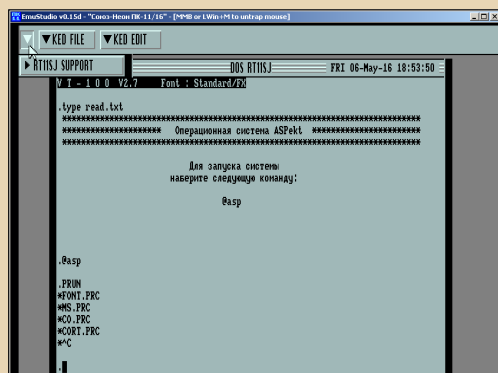 EmuStudio v0.15d - "Союз-Неон ПК-11/16" - [MMB or LWin+M to untrap mouse]
KED FILE KED EDIT
RT11SJ SUPPORT DOS RT11SJ FRI 06-May-16 18:53:50
V T - 1 0 0 V2.7 Font : Standard/FX
.type read.txt
*****************************************************************
****************** Операционная система ASPekt ********************
*****************************************************************
Для запуска системы
наберите следующую команду:
@asp
.@asp
.PRUN
*FONT.PRC
*MS.PRC
*CO.PRC
*CORT.PRC
*^C
.